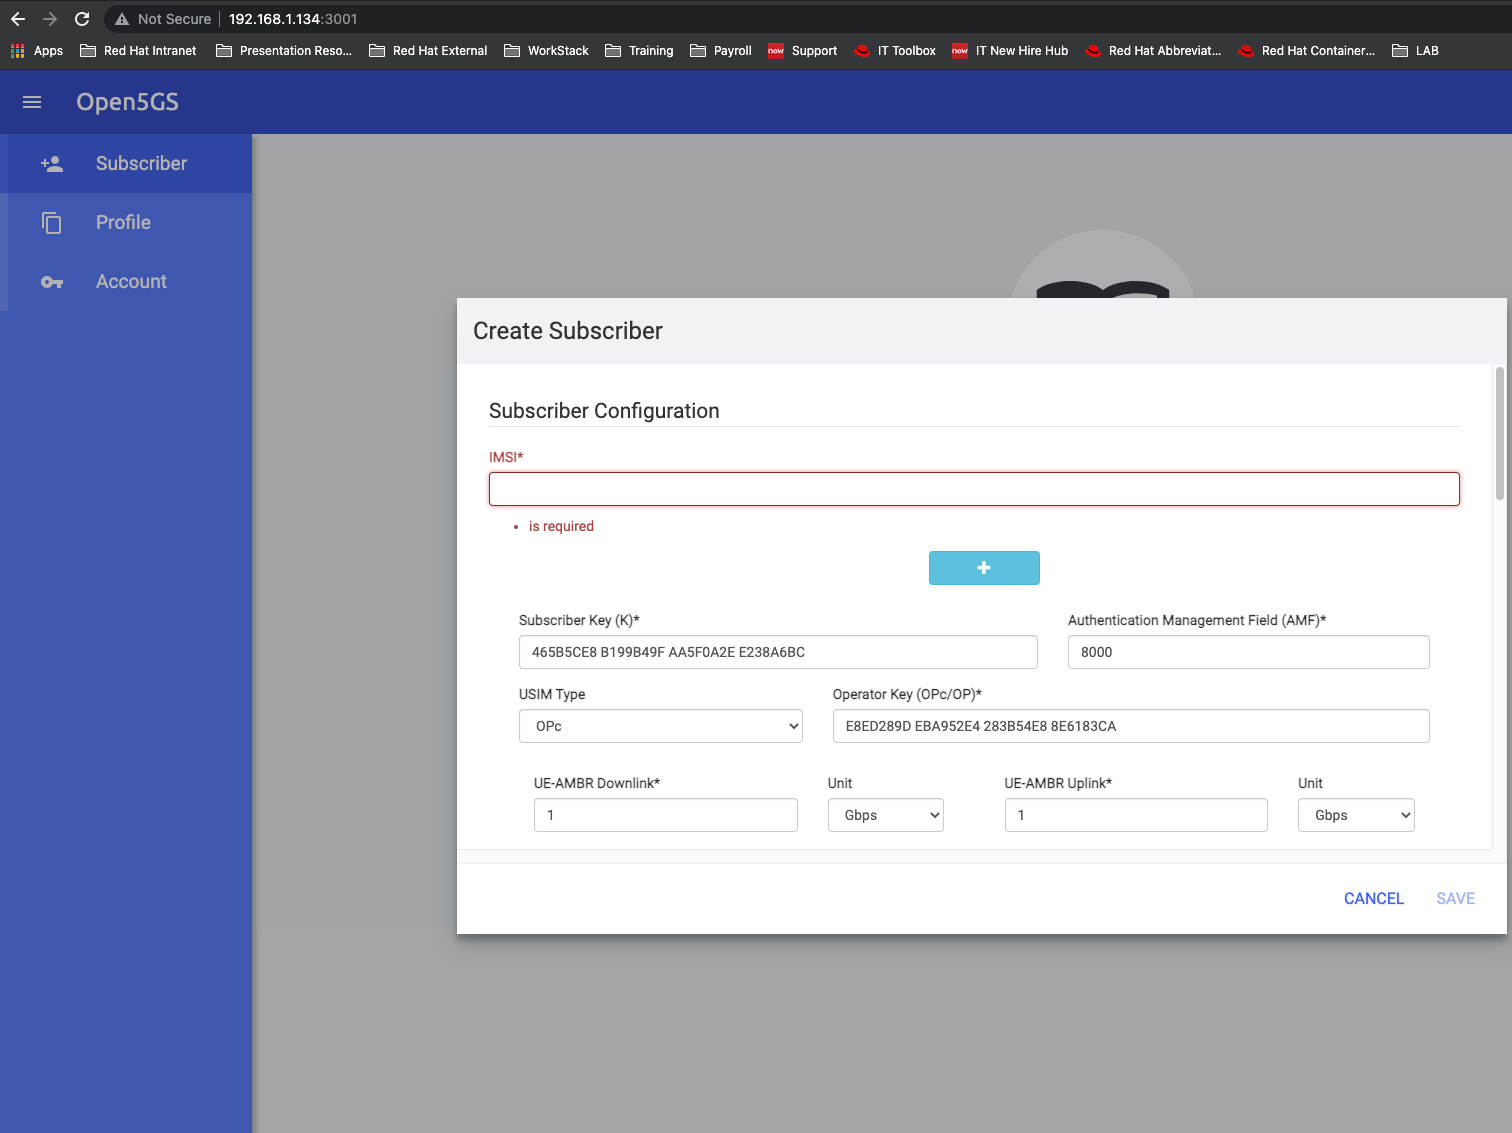 Not Secure | 192.168.1.134:3001
Apps Red Hat Intranet Presentation Reso... Red Hat External WorkStack Training Payroll now Support IT Toolbox now IT New Hire Hub Red Hat Abbreviat... Red Hat Container... LAB
Open5GS
Subscriber
Profile
Account
Create Subscriber
Subscriber Configuration
IMSI*
• is required
+
Subscriber Key (K)* Authentication Management Field (AMF)*
465B5CE8 B199B49F AA5F0A2E E238A6BC 8000
USIM Type Operator Key (OPc/OP)*
OPc E8ED289D EBA952E4 283B54E8 8E6183CA
UE-AMBR Downlink* Unit UE-AMBR Uplink* Unit
1 Gbps 1 Gbps
CANCEL SAVE